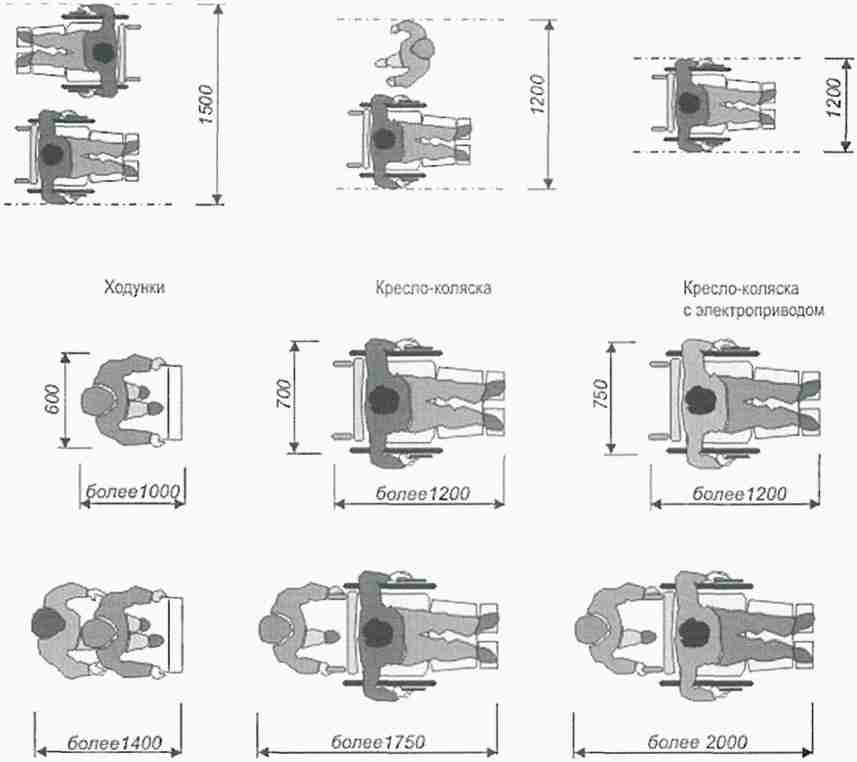 1500
1200
1200
Ходунки
Кресло-коляска
Кресло-коляска
с электроприводом
600
700
750
более1000
более1200
более1200
более1400
более1750
более 2000